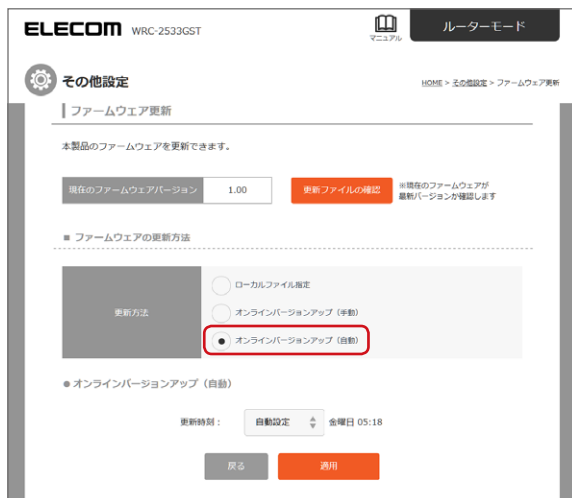 ELECOM WRC-2533GST
マニュアル
ルーターモード
その他設定
HOME > その他設定 > ファームウェア更新
ファームウェア更新
本製品のファームウェアを更新できます。
現在のファームウェアバージョン 1.00 更新ファイルの確認
※現在のファームウェアが
最新バージョンか確認します
■ ファームウェアの更新方法
更新方法
ローカルファイル指定
オンラインバージョンアップ（手動）
オンラインバージョンアップ（自動）
● オンラインバージョンアップ（自動）
更新時刻： 自動設定 金曜日 05:18
戻る 適用